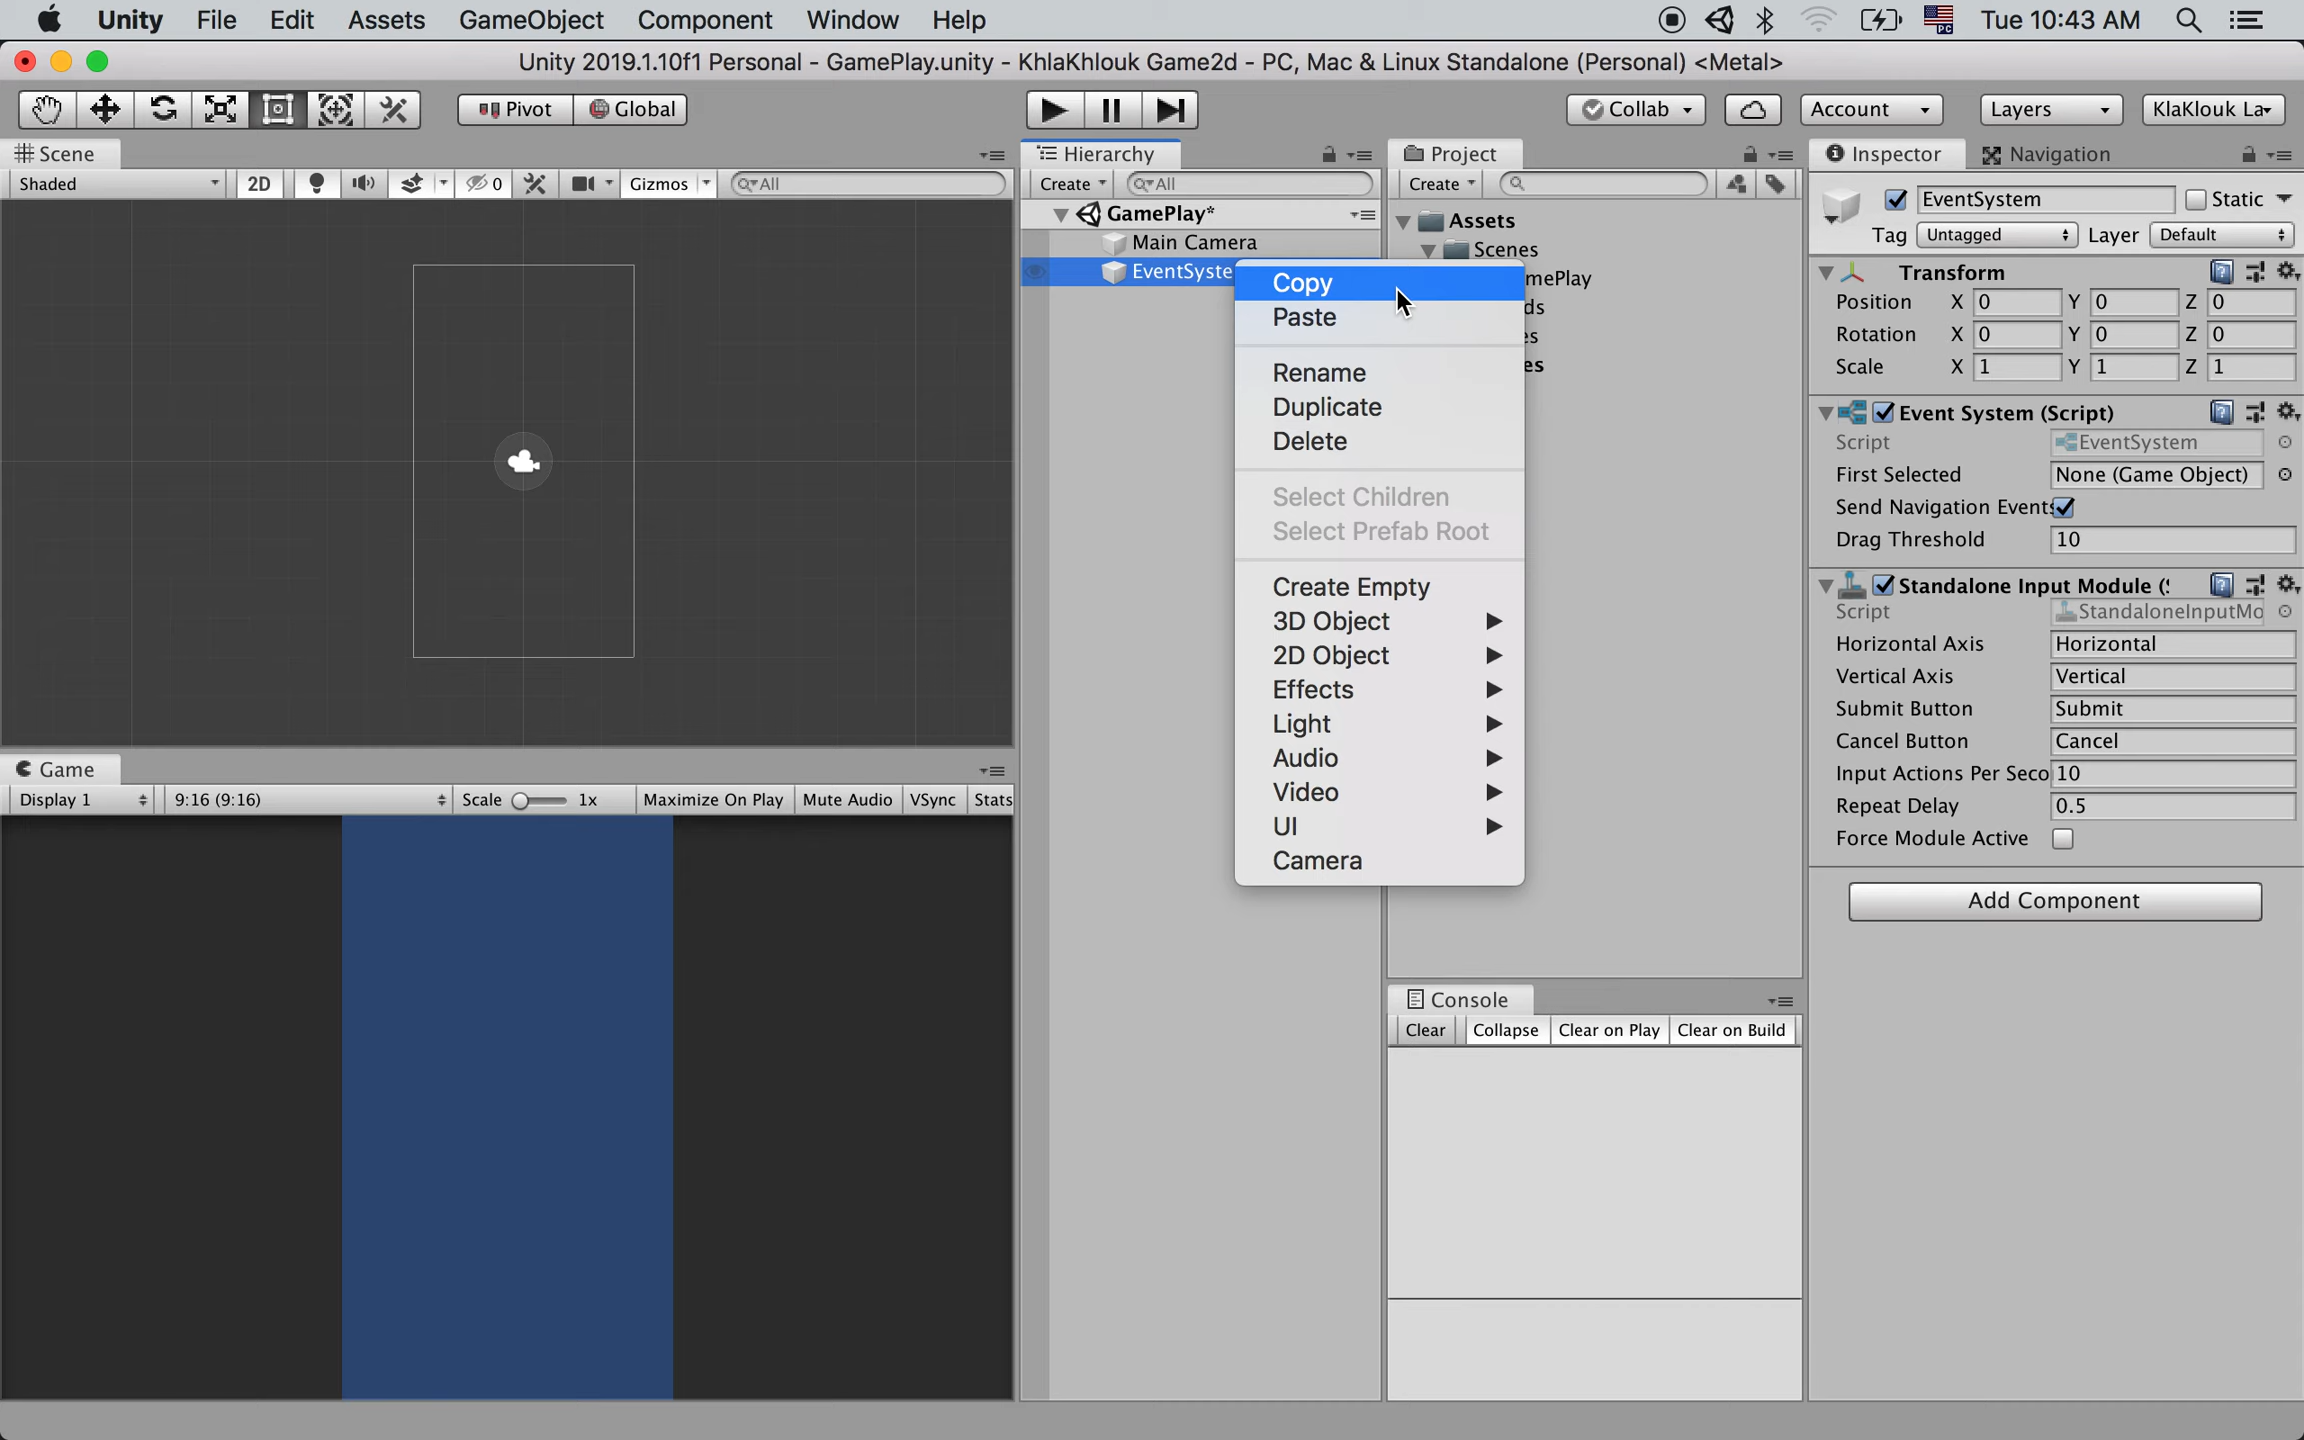 Unity File Edit Assets GameObject Component Window Help Tue 10:43 AM
Unity 2019.1.10f1 Personal - GamePlay.unity - KhlaKhlouk Game2d - PC, Mac & Linux Standalone (Personal) <Metal>
Pivot Global Collab Account Layers KlaKlouk La
Scene
Shaded 2D 0 Gizmos All
Hierarchy
Create All
GamePlay*
Main Camera
EventSyste
Copy
Paste
Rename
Duplicate
Delete
Select Children
Select Prefab Root
Create Empty
3D Object
2D Object
Effects
Light
Audio
Video
UI
Camera
Project
Create
Assets
Scenes
mePlay
ds
es
es
Inspector Navigation
EventSystem Static
Tag Untagged Layer Default
Transform
Position X 0 Y 0 Z 0
Rotation X 0 Y 0 Z 0
Scale X 1 Y 1 Z 1
Event System (Script)
Script EventSystem
First Selected None (Game Object)
Send Navigation Events
Drag Threshold 10
Standalone Input Module (S
Script StandaloneInputMo
Horizontal Axis Horizontal
Vertical Axis Vertical
Submit Button Submit
Cancel Button Cancel
Input Actions Per Seco 10
Repeat Delay 0.5
Force Module Active
Add Component
Game
Display 1 9:16 (9:16) Scale 1x Maximize On Play Mute Audio VSync Stats
Console
Clear Collapse Clear on Play Clear on Build